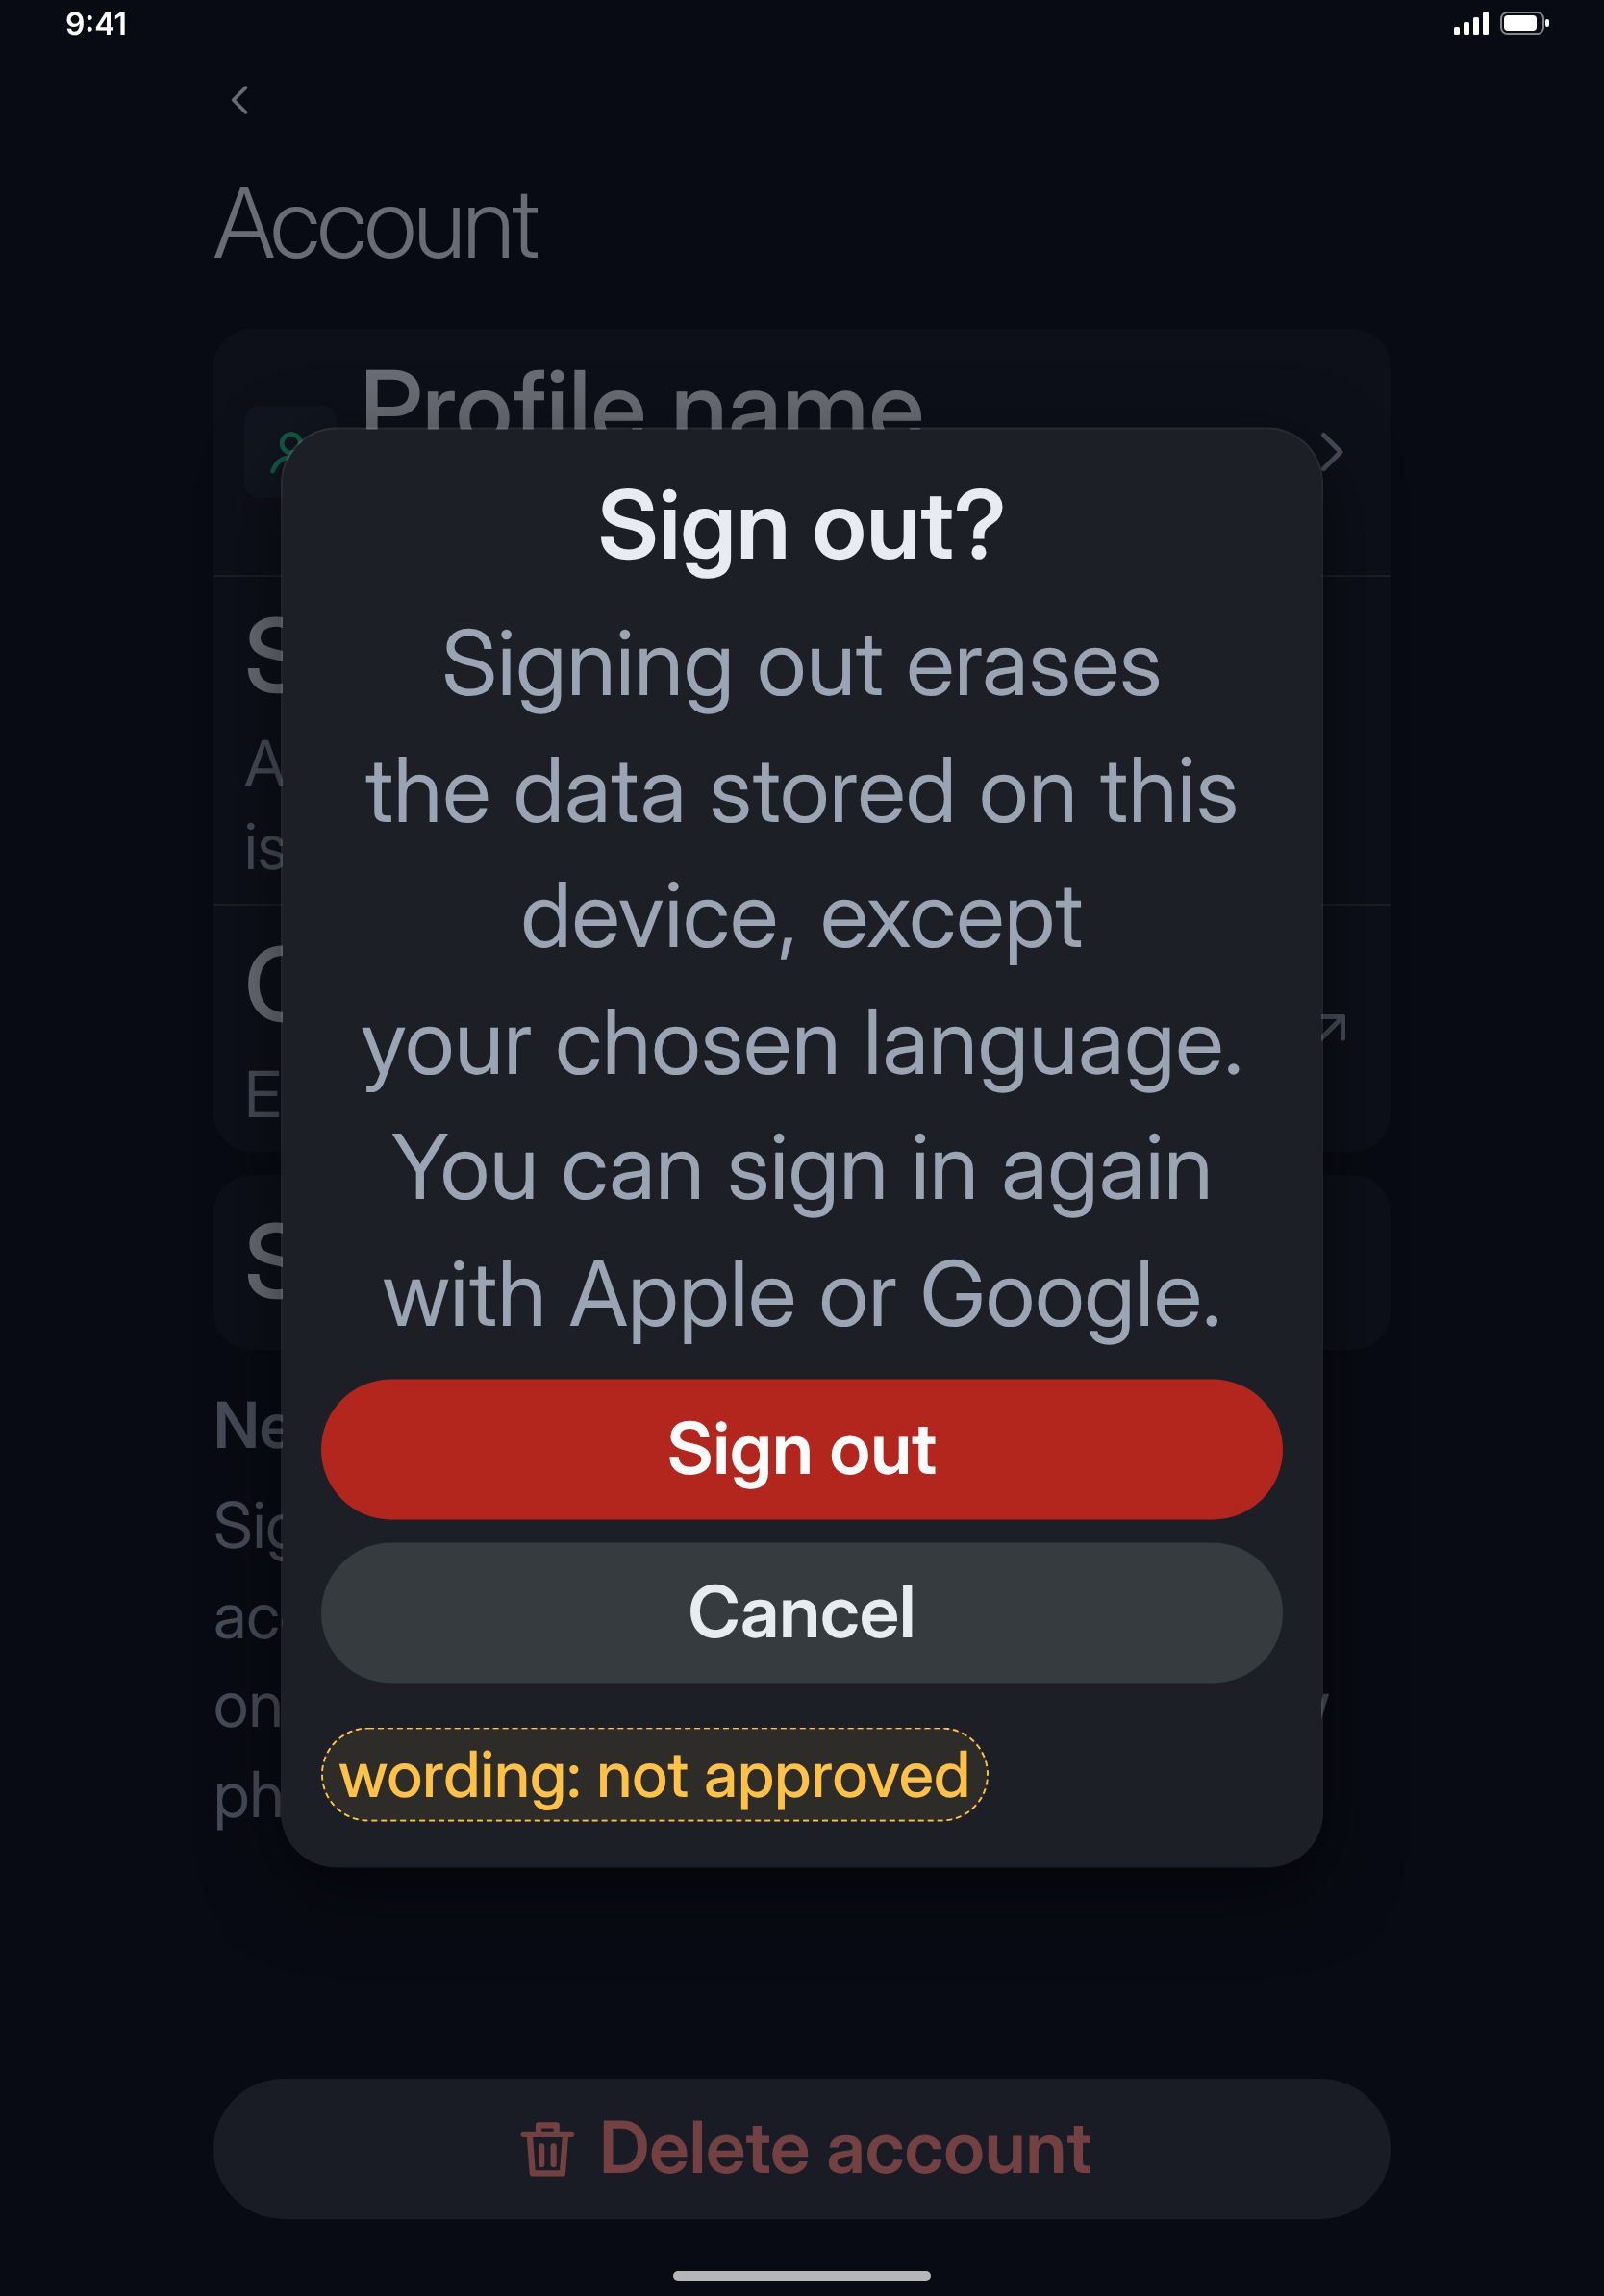 9:41
Account
Profile name
Sign out?
Signing out erases
the data stored on this
device, except
your chosen language.
You can sign in again
with Apple or Google.
Sign out
Cancel
wording: not approved
Delete account